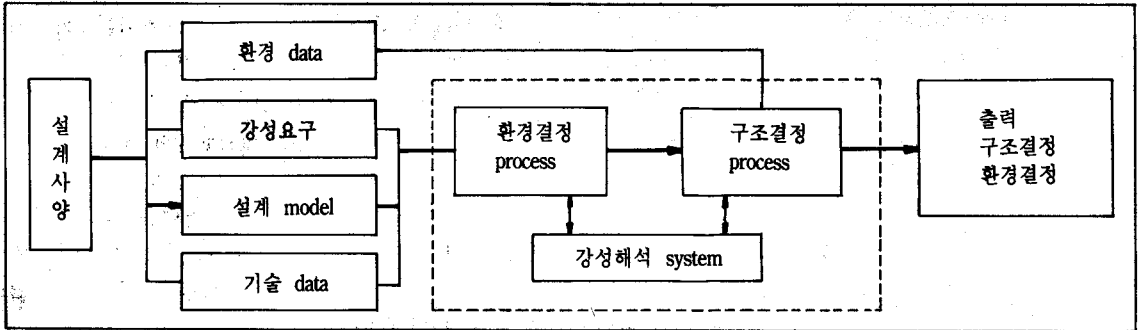 설계사양
환경 data
강성요구
설계 model
기술 data
환경결정
process
구조결정
process
강성해석 system
출력
구조결정
환경결정